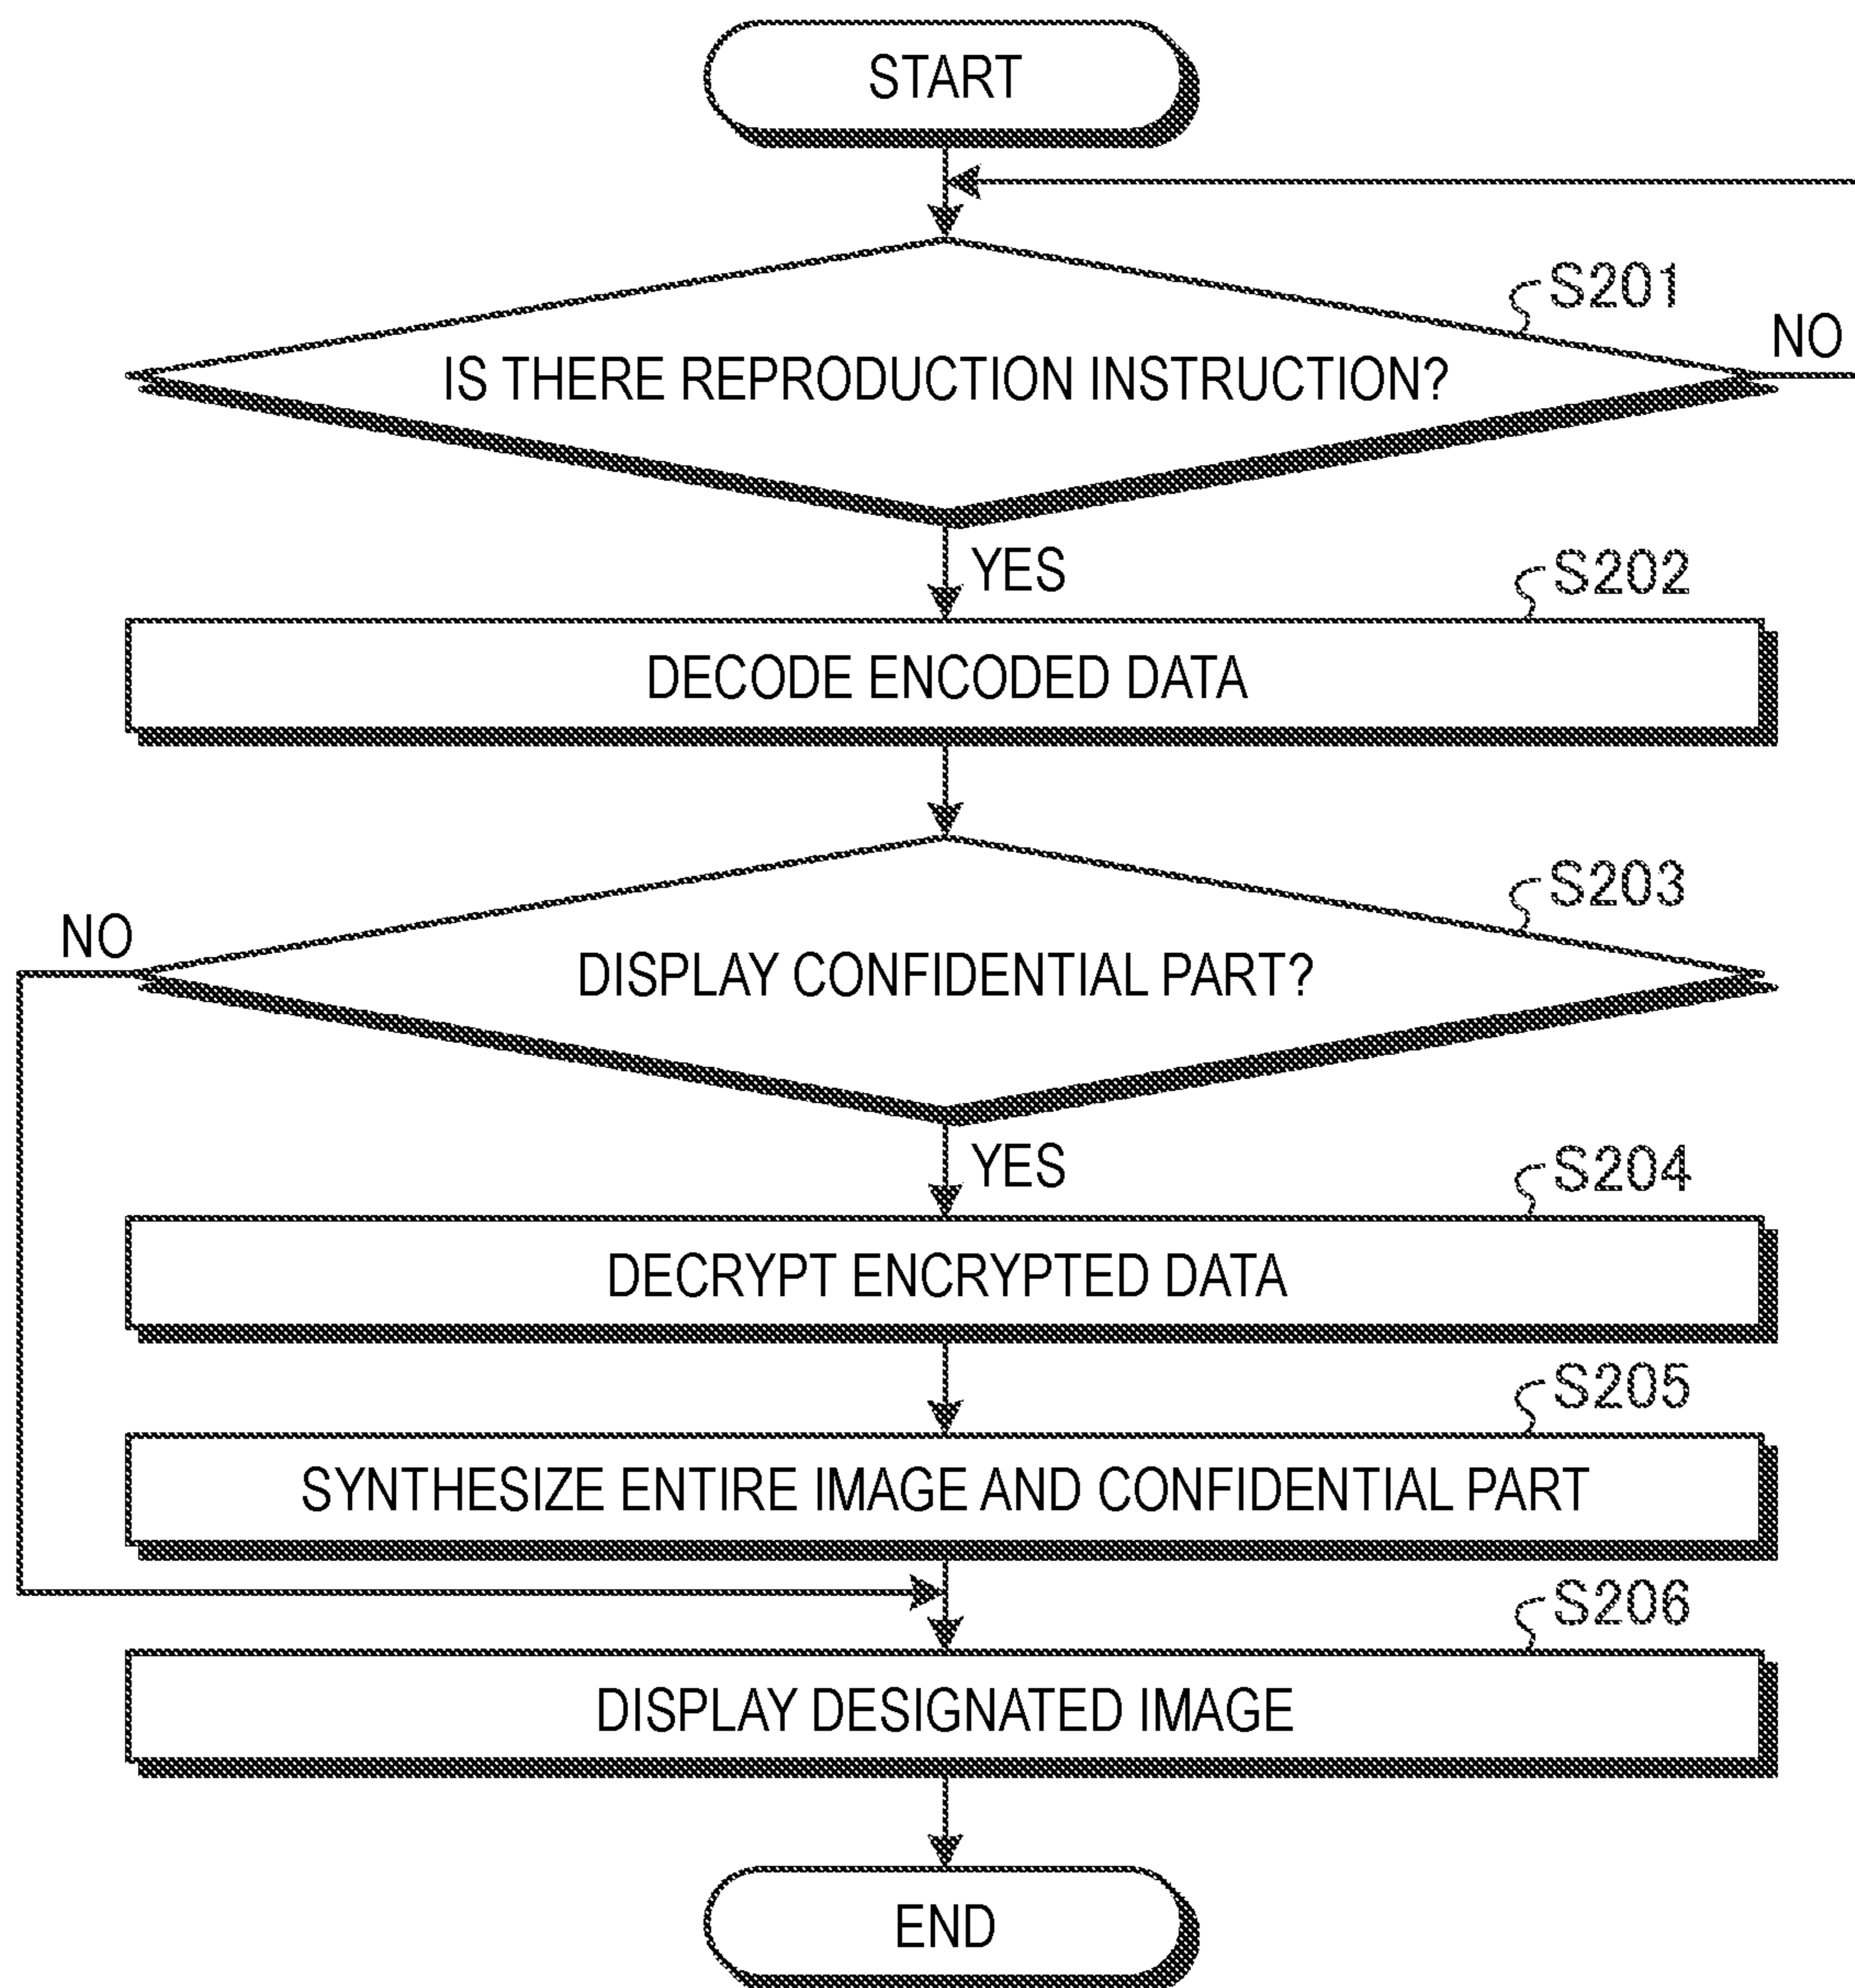 START
S201
NO
IS THERE REPRODUCTION INSTRUCTION?
YES
S202
DECODE ENCODED DATA
S203
NO
DISPLAY CONFIDENTIAL PART?
YES
S204
DECRYPT ENCRYPTED DATA
S205
SYNTHESIZE ENTIRE IMAGE AND CONFIDENTIAL PART
S206
DISPLAY DESIGNATED IMAGE
END